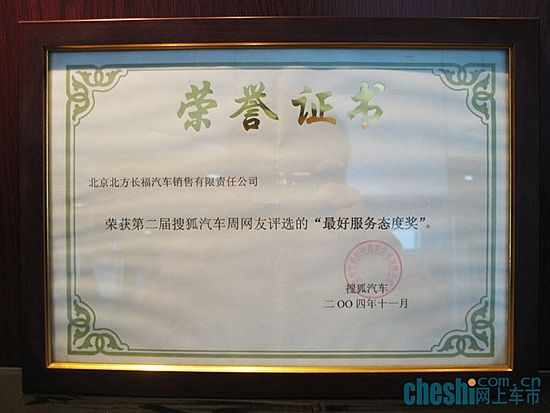 荣誉证书
北京北方长福汽车销售有限责任公司
荣获第二届搜狐汽车周网友评选的“最好服务态度奖”。
搜狐汽车
二OO四年十一月
cheshi.com.cn
网上车市